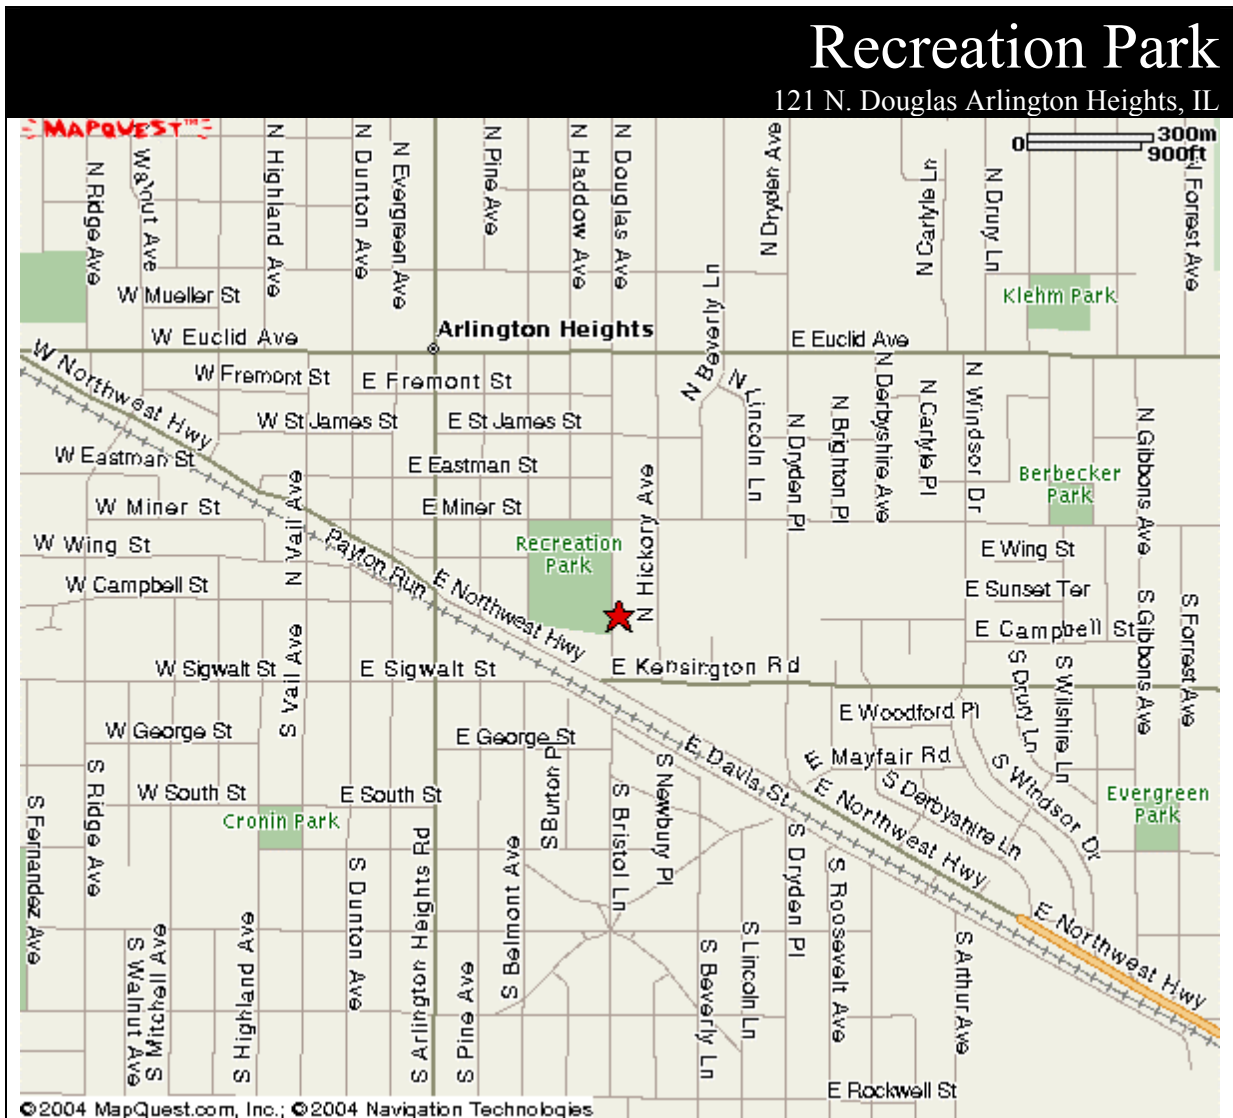 Recreation Park
121 N. Douglas Arlington Heights, IL
MAPQUEST™
0 300m
900ft
N Ridge Ave
Walnut Ave
N Highland Ave
N Dunton Ave
N Evergreen Ave
N Pine Ave
N Haddow Ave
N Douglas Ave
N Dryden Ave
N Carlyle Ln
N Drury Ln
N Forrest Ave
W Mueller St
Klehm Park
W Euclid Ave
Arlington Heights
E Euclid Ave
N Beverly Ln
W Northwest Hwy
W Fremont St
E Fremont St
N Lincoln Ln
N Derbyshire Ave
N Carlyle Pl
N Windsor Dr
W St James St
E St James St
N Dryden Pl
N Brighton Pl
N Gibbons Ave
W Eastman St
E Eastman St
N Hickory Ave
Berbecker
Park
W Miner St
N Vail Ave
E Miner St
W Wing St
Payton Run
Recreation
Park
E Wing St
W Campbell St
E Northwest Hwy
E Sunset Ter
E Campbell St
S Gibbons Ave
S Forrest Ave
W Sigwalt St
S Vail Ave
E Sigwalt St
E Kensington Rd
S Drury Ln
S Wilshire Ln
W George St
E George St
E Woodford Pl
E Mayfair Rd
E Davis St
S Windsor Dr
S Ridge Ave
W South St
E South St
S Burton Pl
S Newbury Pl
S Bristol Ln
S Derbyshire Ln
E Northwest Hwy
Evergreen
Park
Cronin Park
S Fernandez Ave
S Dunton Ave
S Arlington Heights Rd
S Belmont Ave
S Dryden Pl
S Roosevelt Ave
E Northwest Hwy
S Walnut Ave
S Mitchell Ave
S Highland Ave
S Pine Ave
S Beverly Ln
S Lincoln Ln
S Arthur Ave
E Rockwell St
©2004 MapQuest.com, Inc.; ©2004 Navigation Technologies